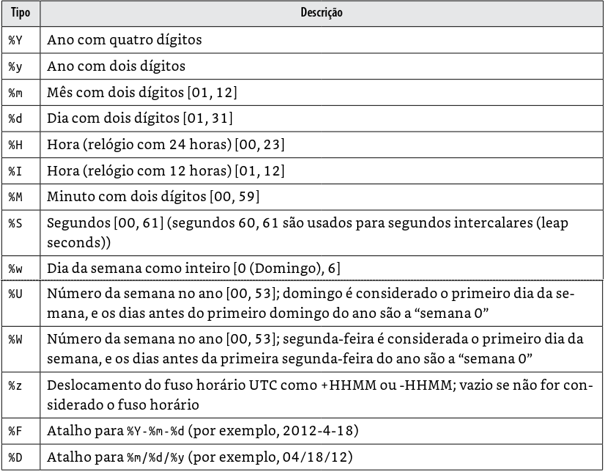 Tipo Descrição
%Y Ano com quatro dígitos
%y Ano com dois dígitos
%m Mês com dois dígitos [01, 12]
%d Dia com dois dígitos [01, 31]
%H Hora (relógio com 24 horas) [00, 23]
%I Hora (relógio com 12 horas) [01, 12]
%M Minuto com dois dígitos [00, 59]
%S Segundos [00, 61] (segundos 60, 61 são usados para segundos intercalares (leap
seconds))
%w Dia da semana como inteiro [0 (Domingo), 6]
%U Número da semana no ano [00, 53]; domingo é considerado o primeiro dia da se-
mana, e os dias antes do primeiro domingo do ano são a “semana 0”
%W Número da semana no ano [00, 53]; segunda-feira é considerada o primeiro dia da
semana, e os dias antes da primeira segunda-feira do ano são a “semana 0”
%z Deslocamento do fuso horário UTC como +HHMM ou -HHMM; vazio se não for con-
siderado o fuso horário
%F Atalho para %Y-%m-%d (por exemplo, 2012-4-18)
%D Atalho para %m/%d/%y (por exemplo, 04/18/12)